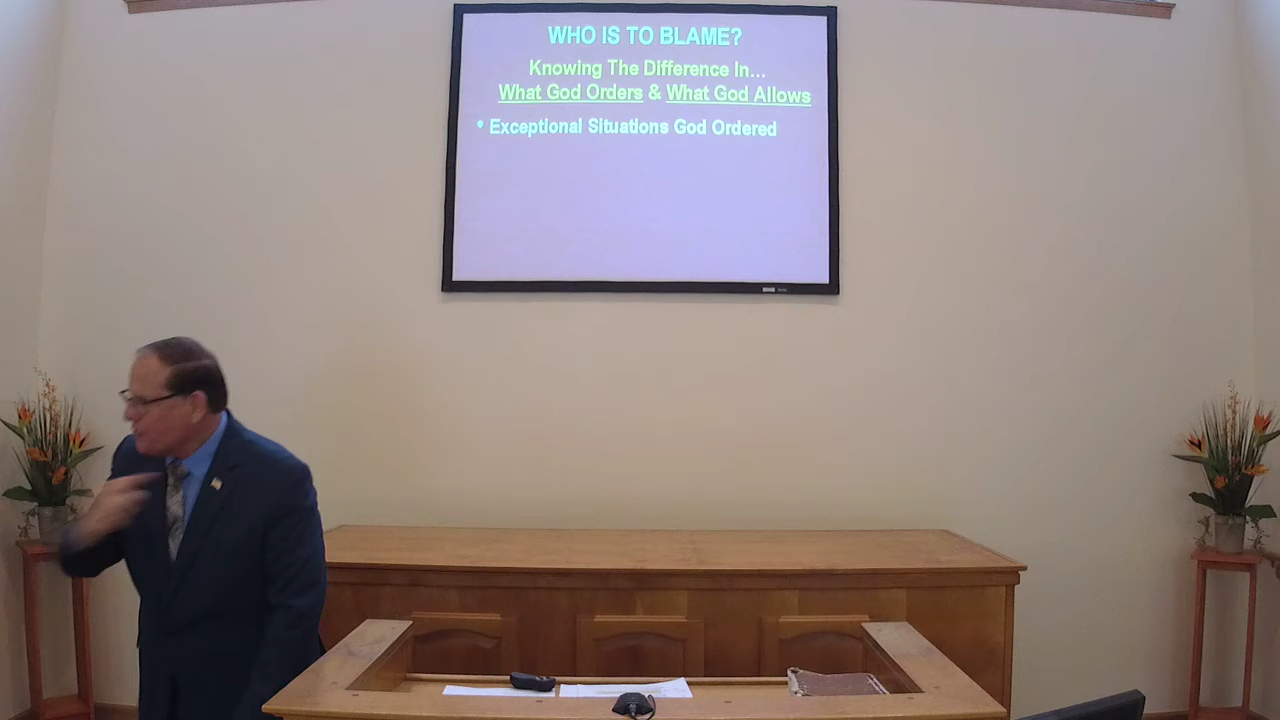 WHO IS TO BLAME?
Knowing The Difference In...
What God Orders & What God Allows
• Exceptional Situations God Ordered